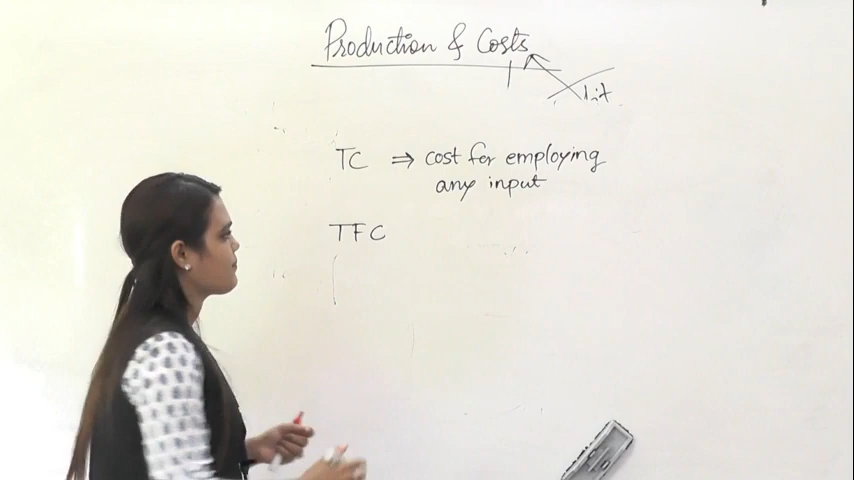 Production & Costs
TC ⇒ cost for employing
any input
TFC